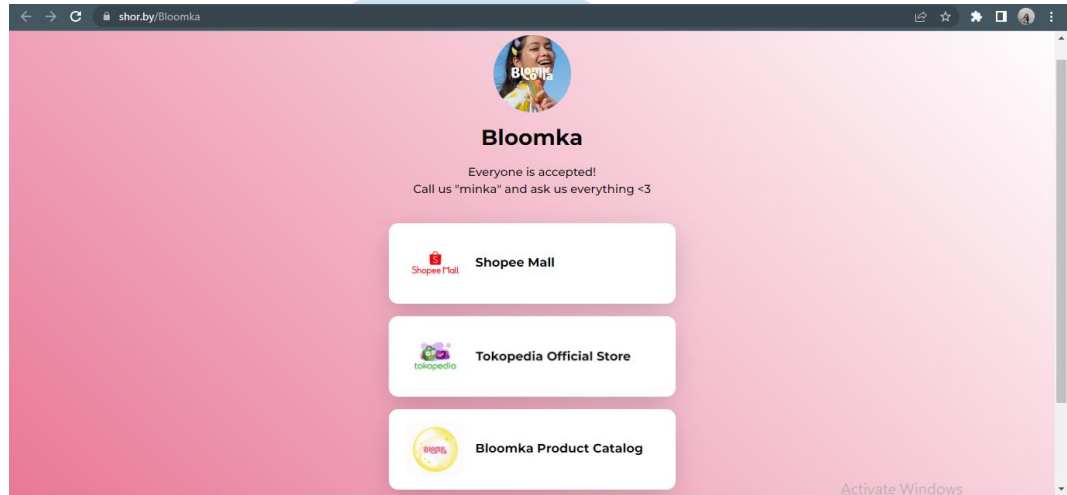 shor.by/Bloomka
Bloomka
Everyone is accepted!
Call us "minka" and ask us everything <3
Shopee Mall
Shopee Mall
tokopedia
Tokopedia Official Store
Bloomka Product Catalog
Activate Windows